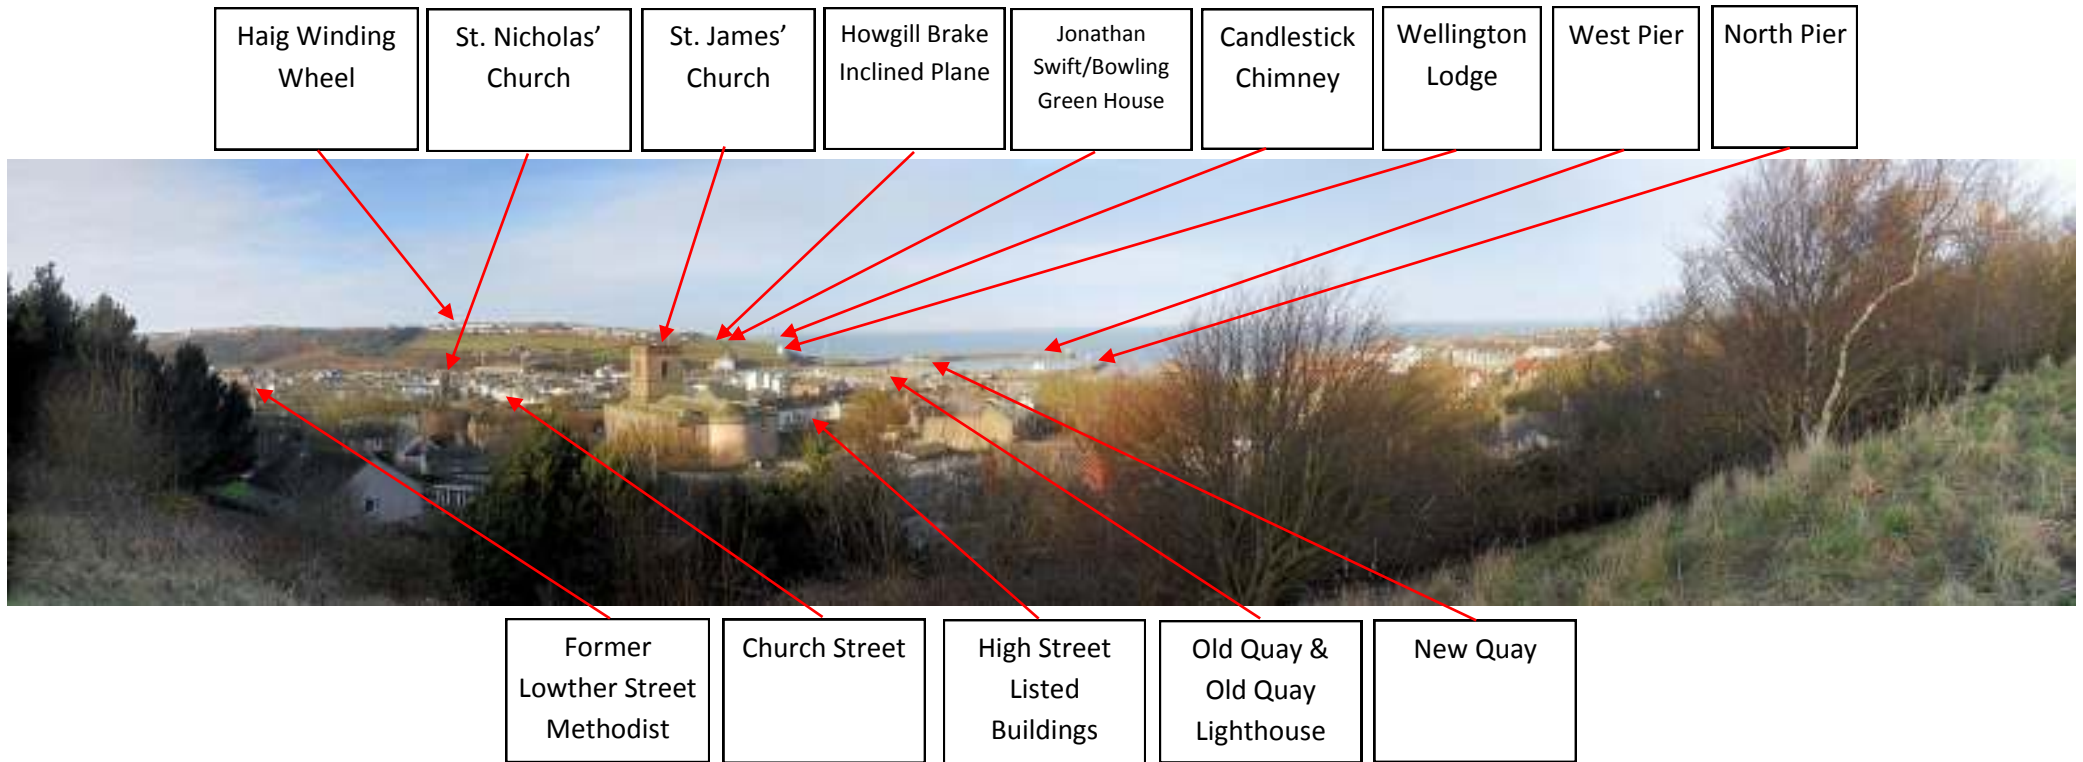 Haig Winding
Wheel
St. Nicholas’
Church
St. James’
Church
Howgill Brake
Inclined Plane
Jonathan
Swift/Bowling
Green House
Candlestick
Chimney
Wellington
Lodge
West Pier
North Pier
Former
Lowther Street
Methodist
Church Street
High Street
Listed
Buildings
Old Quay &
Old Quay
Lighthouse
New Quay